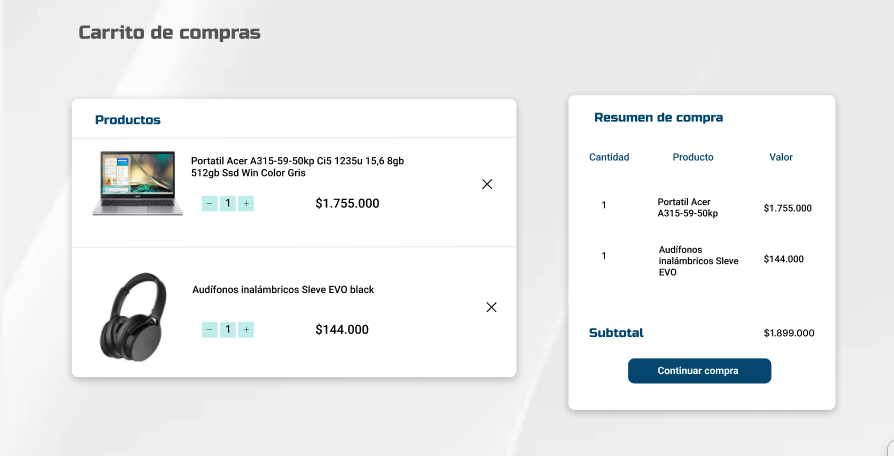 Carrito de compras
Productos
Portatil Acer A315-59-50kp Ci5 1235u 15,6 8gb
512gb Ssd Win Color Gris
− 1 + $1.755.000
Audífonos inalámbricos Sleve EVO black
− 1 + $144.000
Resumen de compra
Cantidad Producto Valor
1 Portatil Acer
A315-59-50kp $1.755.000
1 Audífonos
inalámbricos Sleve
EVO $144.000
Subtotal $1.899.000
Continuar compra